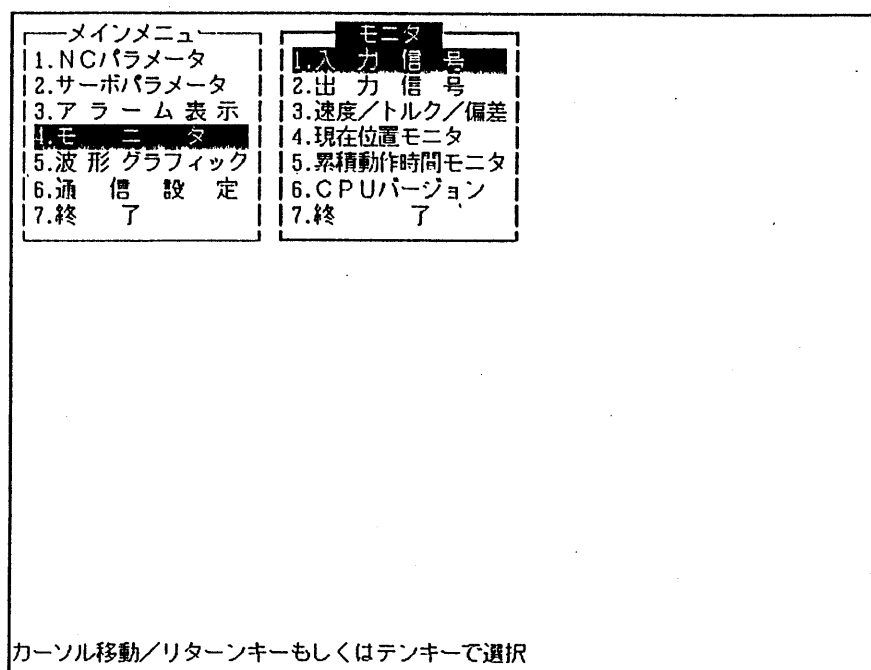 メインメニュー
1.NCパラメータ
2.サーボパラメータ
3.アラーム表示
4.モニタ
5.波形グラフィック
6.通信設定
7.終了
モニタ
1.入力信号
2.出力信号
3.速度/トルク/偏差
4.現在位置モニタ
5.累積動作時間モニタ
6.CPUバージョン
7.終了
カーソル移動/リターンキーもしくはテンキーで選択